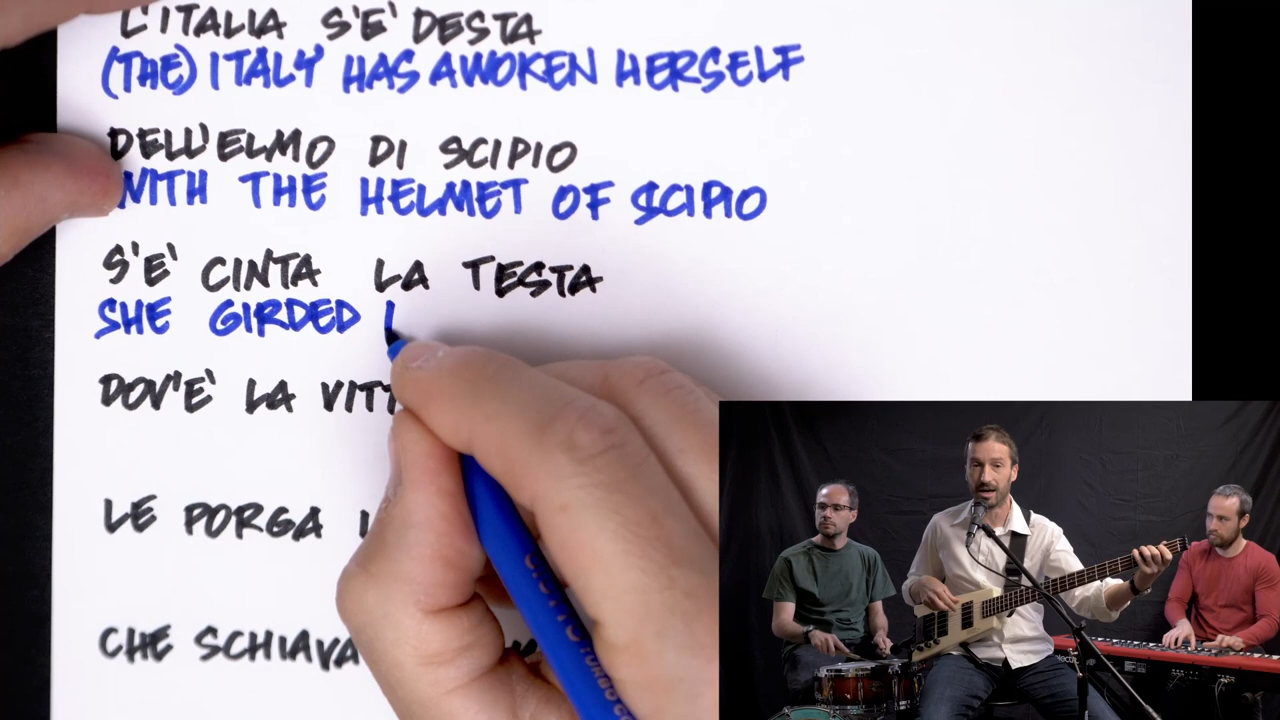 L'ITALIA S'E' DESTA
(THE) ITALY HAS AWOKEN HERSELF
DELL'ELMO DI SCIPIO
WITH THE HELMET OF SCIPIO
S'E' CINTA LA TESTA
SHE GIRDED
DOV'E' LA
LE PORGA
CHE